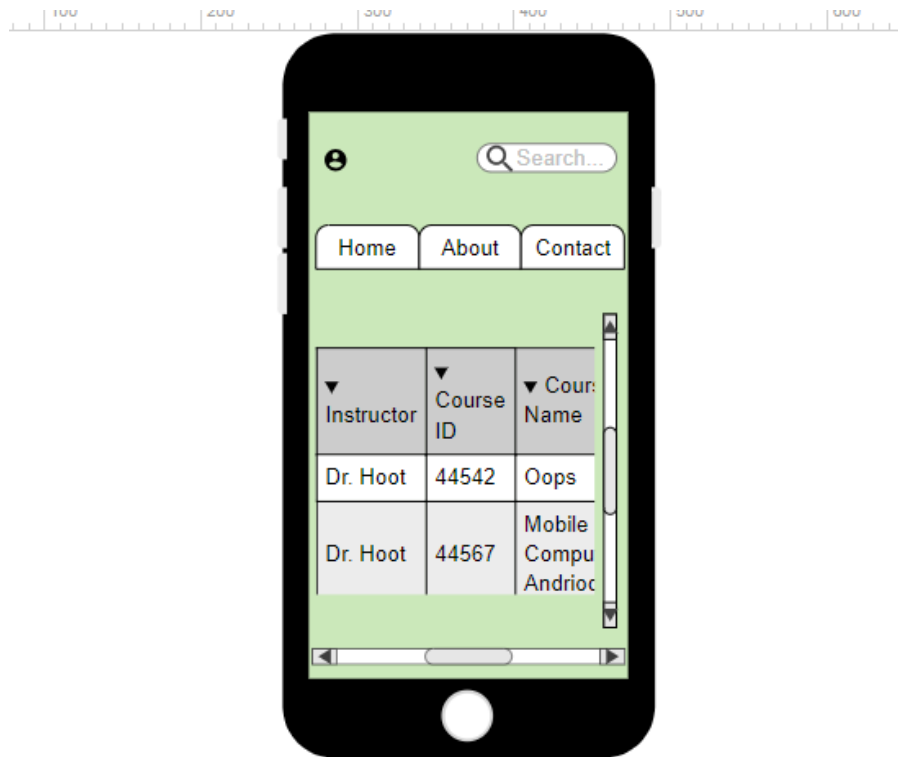 100 200 300 400 500 600
Search...
Home About Contact
Instructor
Course
ID
Cours
Name
Dr. Hoot 44542 Oops
Dr. Hoot 44567 Mobile
Compu
Andrioc